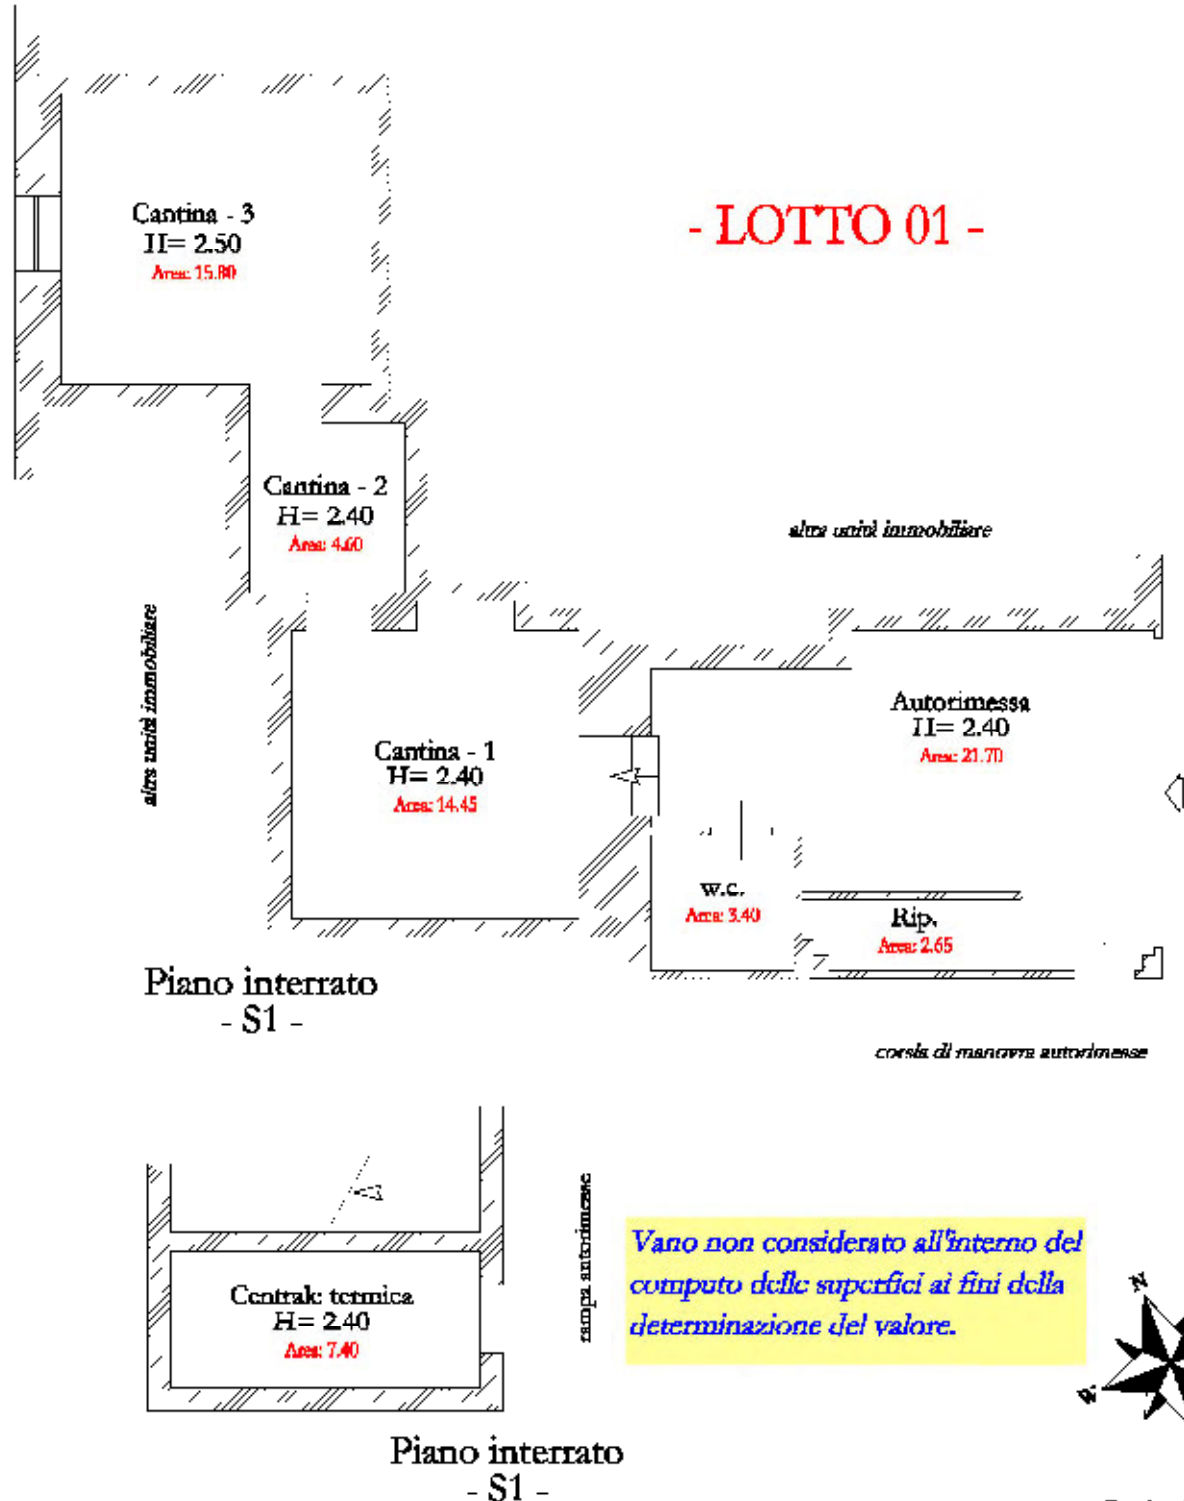 Cantina - 3
H= 2.50
Area: 15.80
- LOTTO 01 -
Cantina - 2
H= 2.40
Area: 4.60
altra unità immobiliare
altra unità immobiliare
Autorimessa
H= 2.40
Area: 21.70
Cantina - 1
H= 2.40
Area: 14.45
w.c.
Area: 3.40
Rip.
Area: 2.65
Piano interrato
- S1 -
corsia di manovra autorimesse
rampa autorimesse
Vano non considerato all'interno del
computo delle superfici ai fini della
determinazione del valore.
Centrale termica
H= 2.40
Area: 7.40
N
Piano interrato
- S1 -